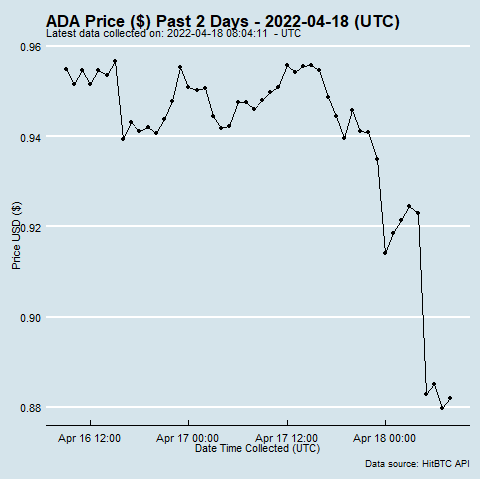 ADA Price ($) Past 2 Days - 2022-04-18 (UTC)
Latest data collected on: 2022-04-18 08:04:11 - UTC
0.96
0.94
0.92
0.90
0.88
Price USD ($)
Apr 16 12:00 Apr 17 00:00 Apr 17 12:00 Apr 18 00:00
Date Time Collected (UTC)
Data source: HitBTC API